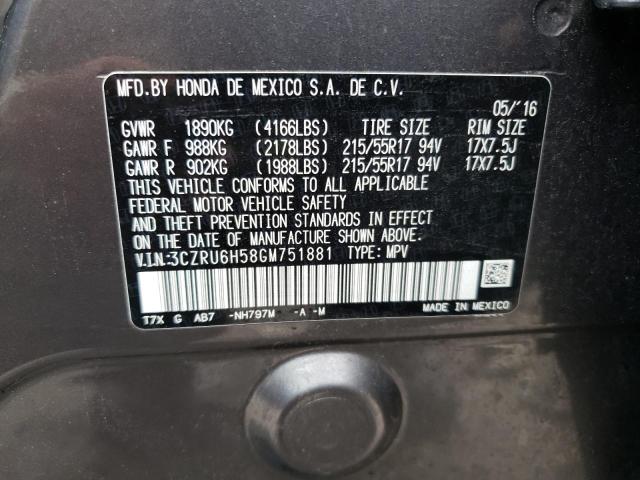 MFD.BY HONDA DE MEXICO S.A. DE C.V.
05/'16
GVWR 1890KG (4166LBS) TIRE SIZE RIM SIZE
GAWR F 988KG (2178LBS) 215/55R17 94V 17X7.5J
GAWR R 902KG (1988LBS) 215/55R17 94V 17X7.5J
THIS VEHICLE CONFORMS TO ALL APPLICABLE
FEDERAL MOTOR VEHICLE SAFETY
AND THEFT PREVENTION STANDARDS IN EFFECT
ON THE DATE OF MANUFACTURE SHOWN ABOVE.
V.I.N:3CZRU6H58GM751881 TYPE: MPV
MADE IN MEXICO
T7X G AB7 -NH797M -A -M